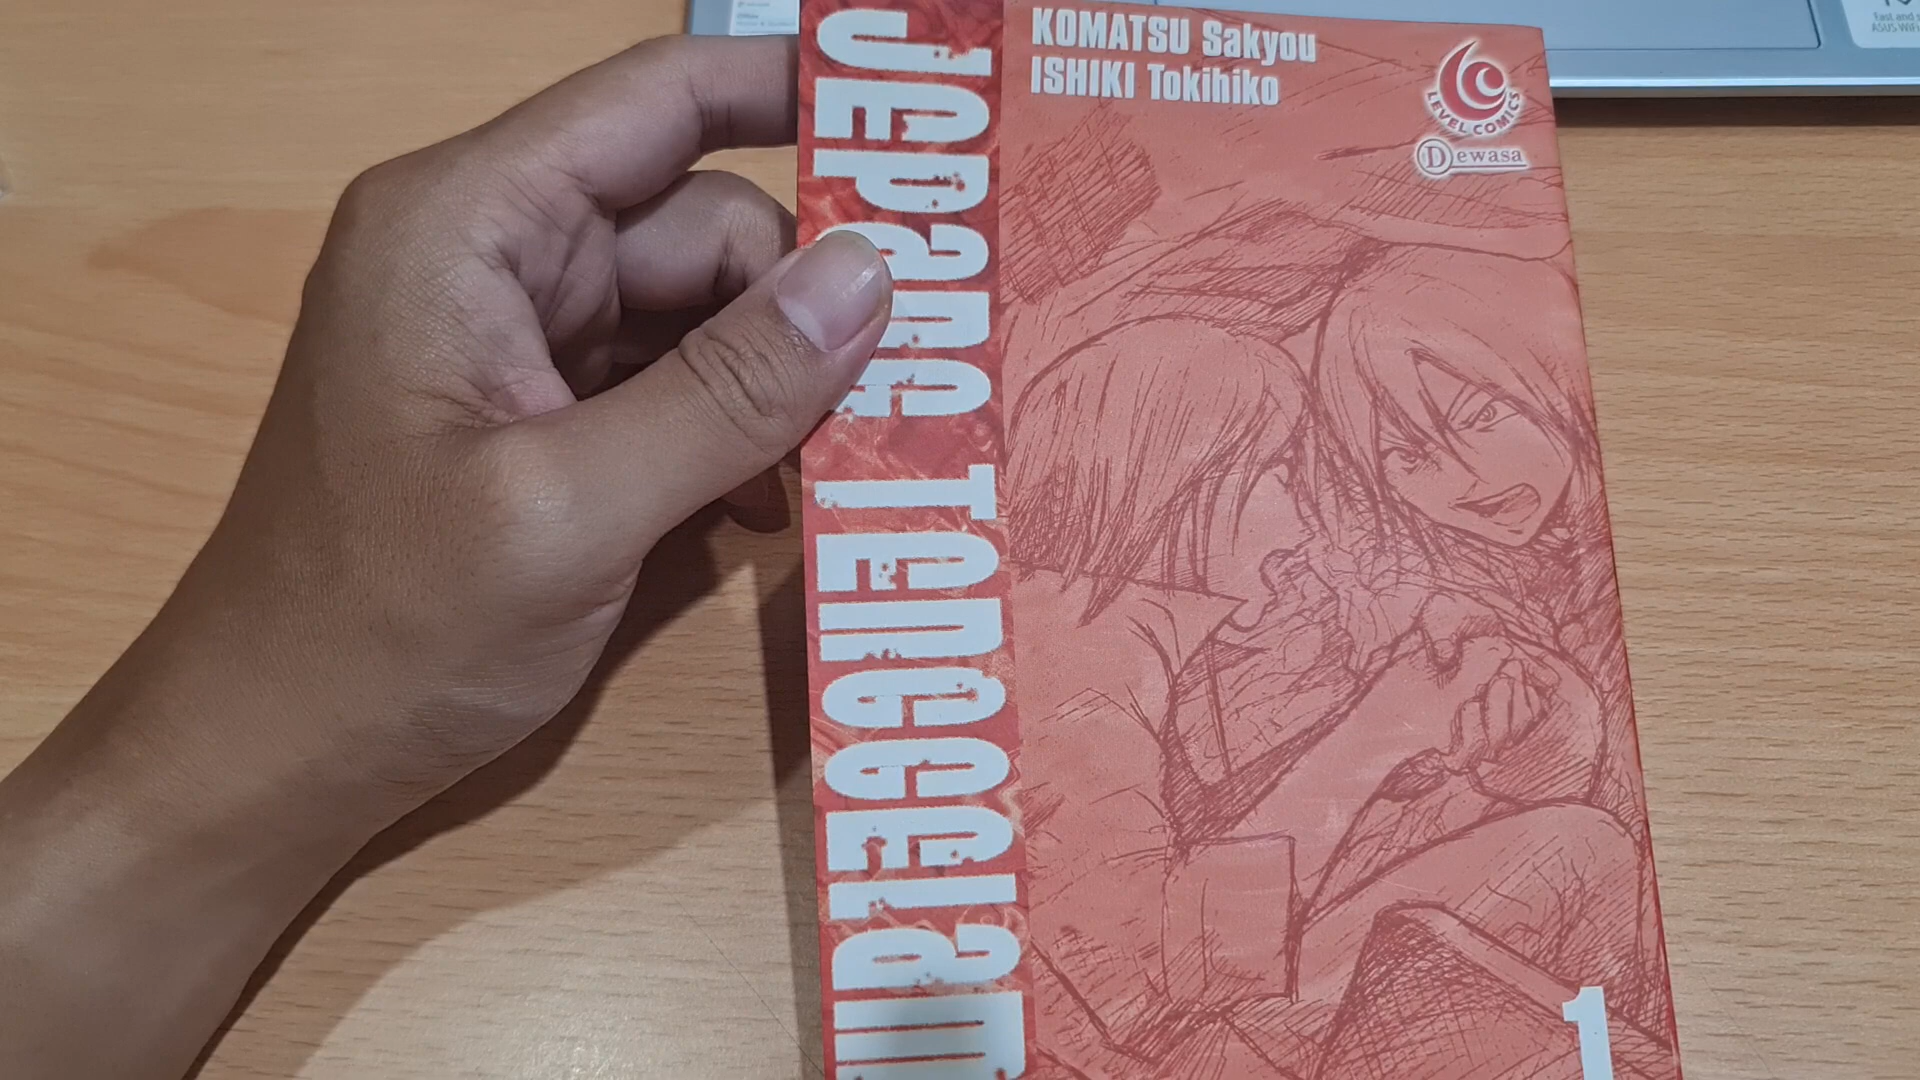 KOMATSU Sakyou
ISHIKI Tokihiko
LEVEL COMICS
Dewasa
JEPANG TENGGELAM
1